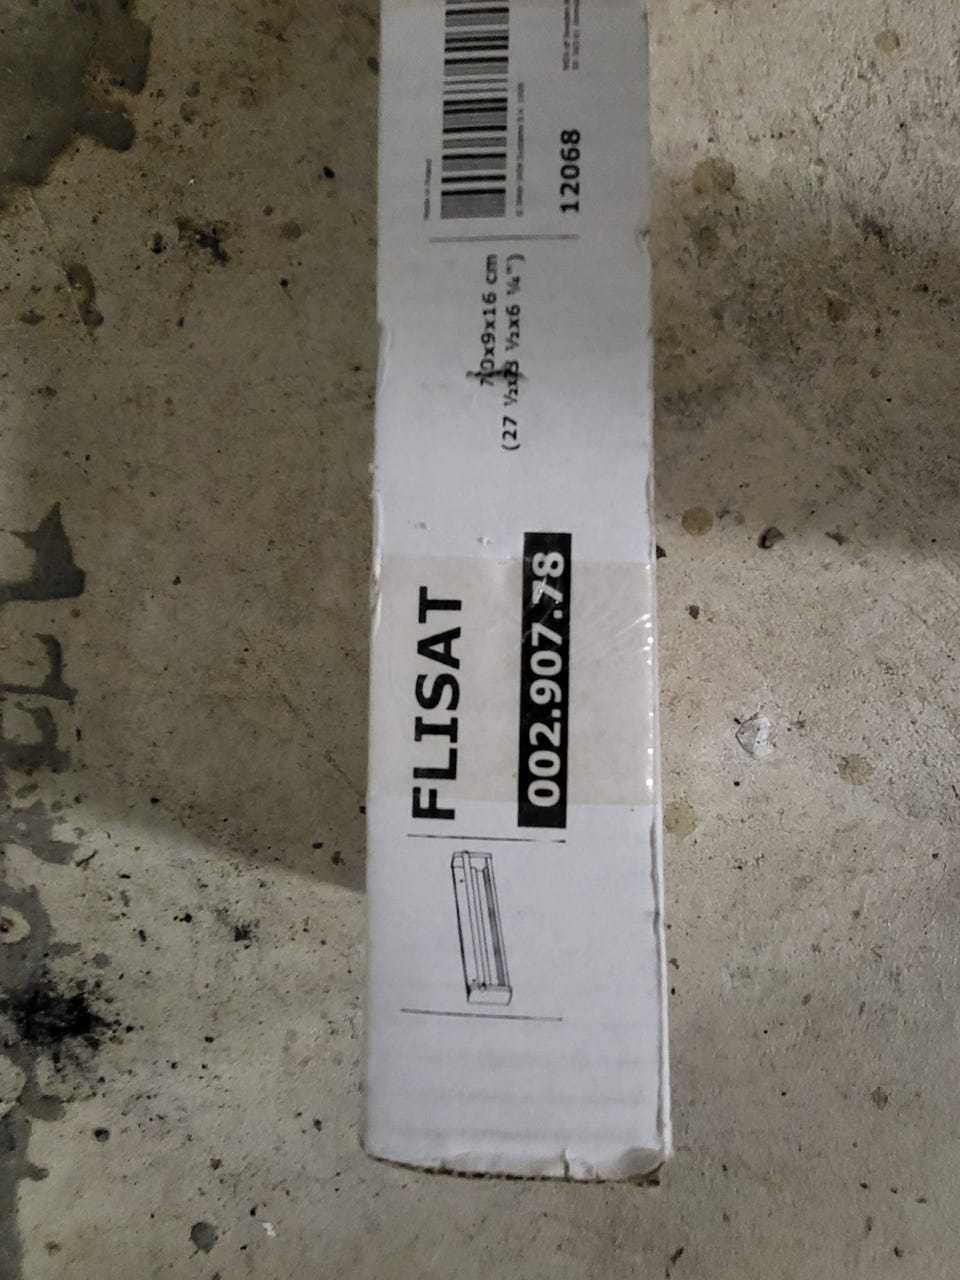 FLISAT
002.907.78
70x9x16 cm
(27 ½x3 ½x6 ¼")
12068